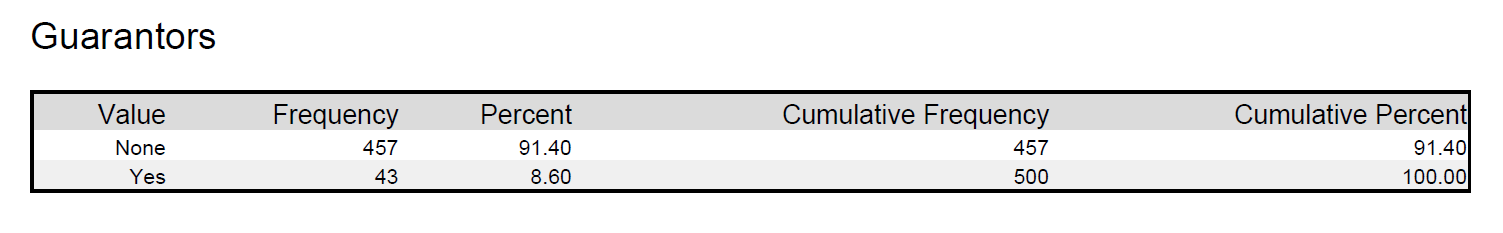 Guarantors
Value Frequency Percent Cumulative Frequency Cumulative Percent
None 457 91.40 457 91.40
Yes 43 8.60 500 100.00